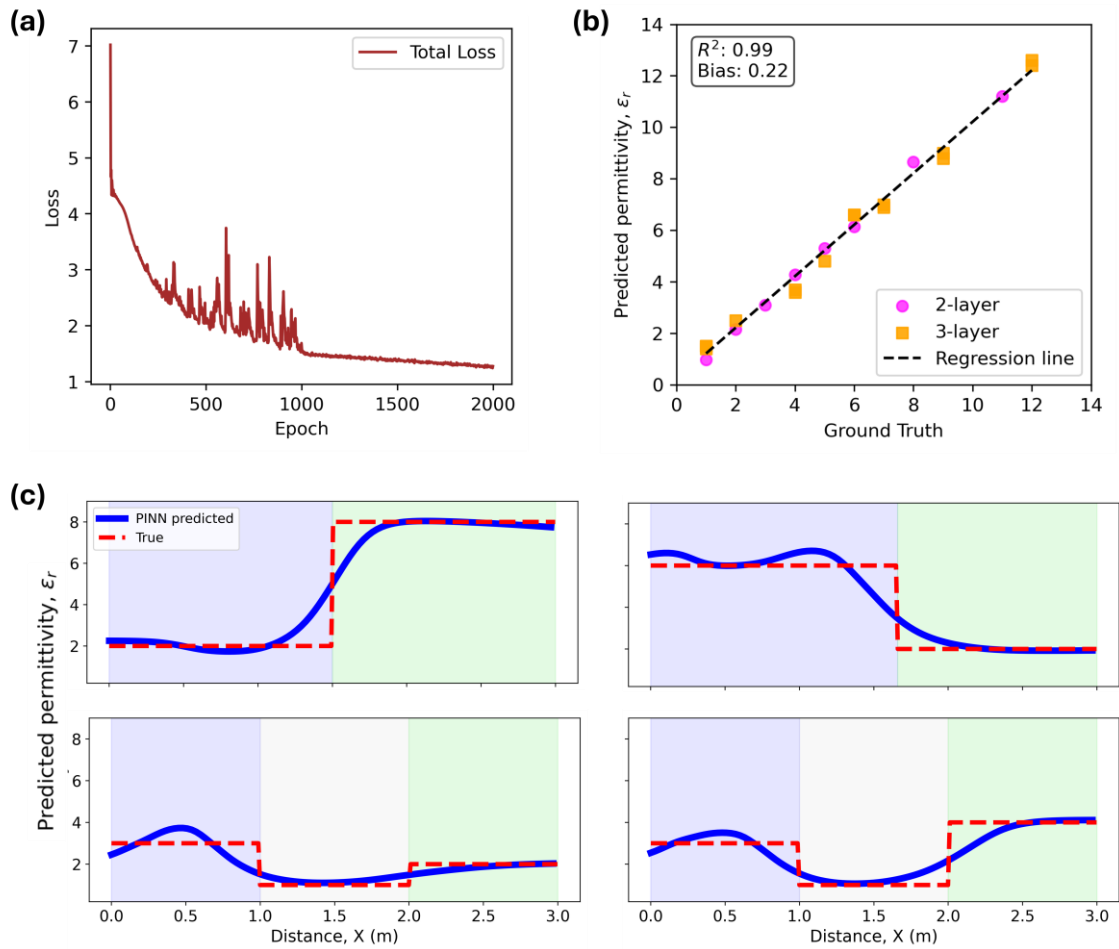 (a)
7
6
5
4
3
2
1
Loss
Total Loss
0 500 1000 1500 2000
Epoch
(b)
14
12
10
8
6
4
2
0
Predicted permittivity, εr
R²: 0.99
Bias: 0.22
2-layer
3-layer
Regression line
0 2 4 6 8 10 12 14
Ground Truth
(c)
Predicted permittivity, εr
PINN predicted
True
8
6
4
2
8
6
4
2
0.0 0.5 1.0 1.5 2.0 2.5 3.0
Distance, X (m)
8
6
4
2
0.0 0.5 1.0 1.5 2.0 2.5 3.0
Distance, X (m)